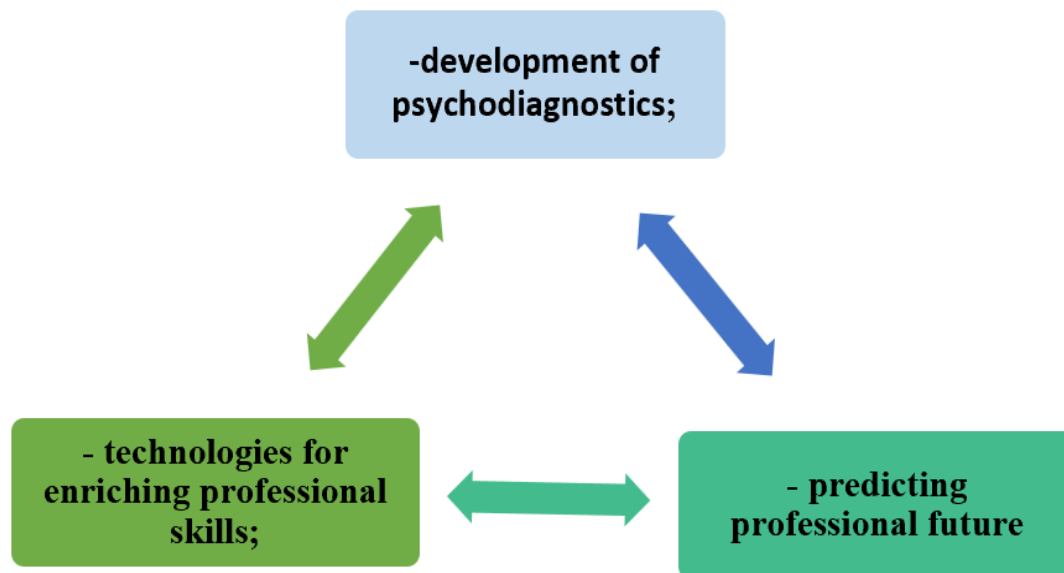 -development of
psychodiagnostics;
- technologies for
enriching professional
skills;
- predicting
professional future